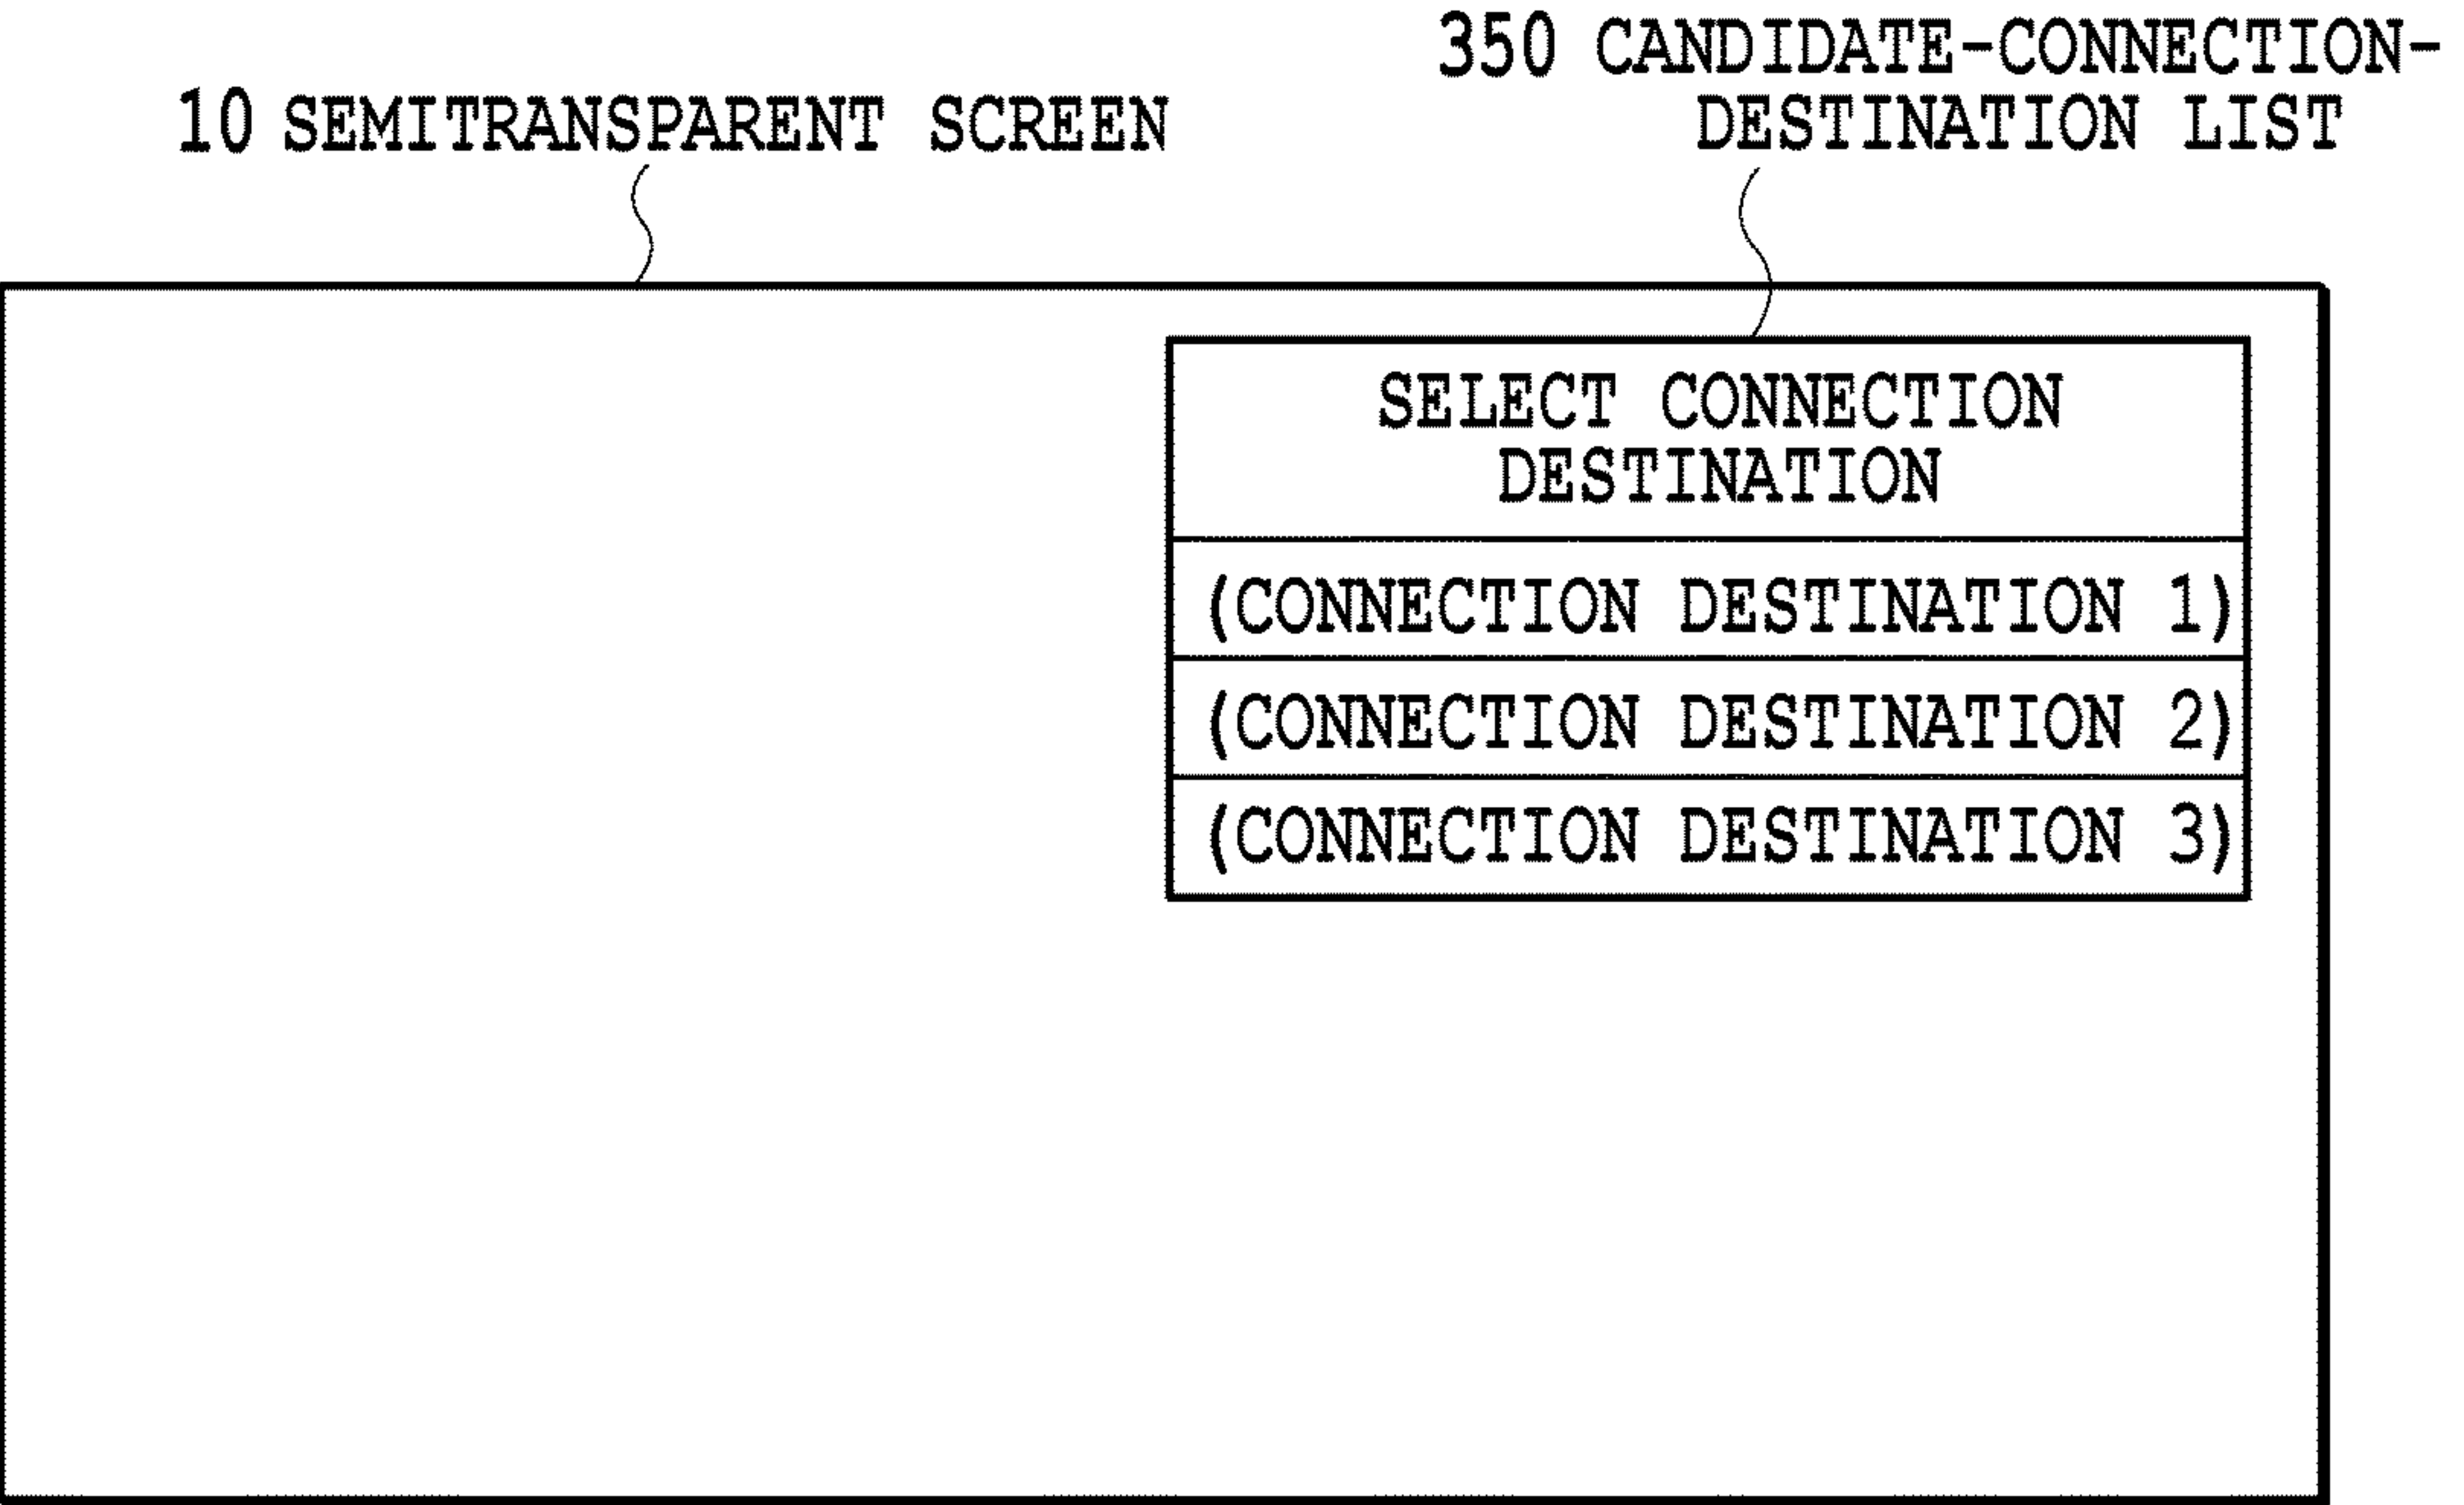 350 CANDIDATE-CONNECTION-
DESTINATION LIST
10 SEMITRANSPARENT SCREEN
SELECT CONNECTION
DESTINATION
(CONNECTION DESTINATION 1)
(CONNECTION DESTINATION 2)
(CONNECTION DESTINATION 3)